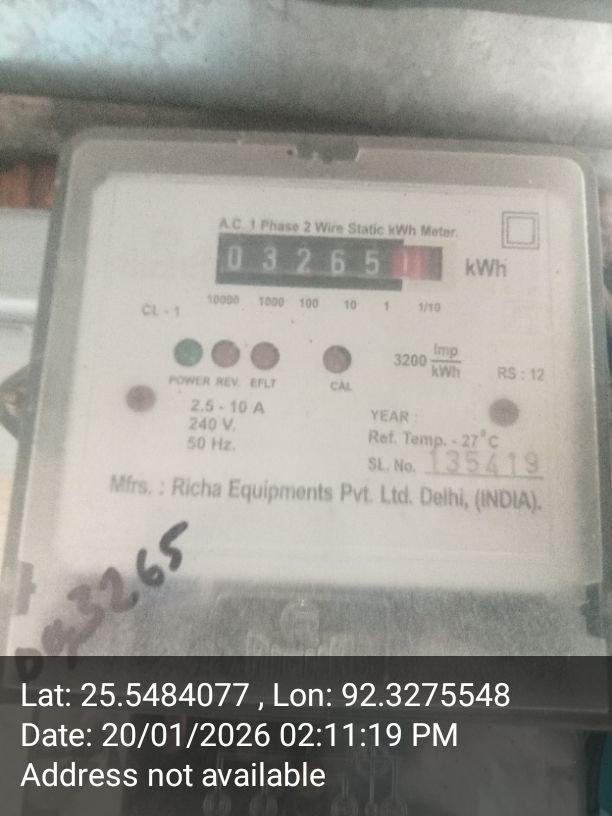 A.C. 1 Phase 2 Wire Static kWh Meter.
0 3 2 6 5 kWh
10000 1000 100 10 1 1/10
CL - 1
3200 Imp/kWh
RS : 12
POWER REV. EFLT CAL
2.5 - 10 A
240 V.
50 Hz.
YEAR :
Ref. Temp. - 27°C
SL. No. 135419
Mfrs. : Richa Equipments Pvt. Ltd. Delhi, (INDIA).
3265
Lat: 25.5484077 , Lon: 92.3275548
Date: 20/01/2026 02:11:19 PM
Address not available